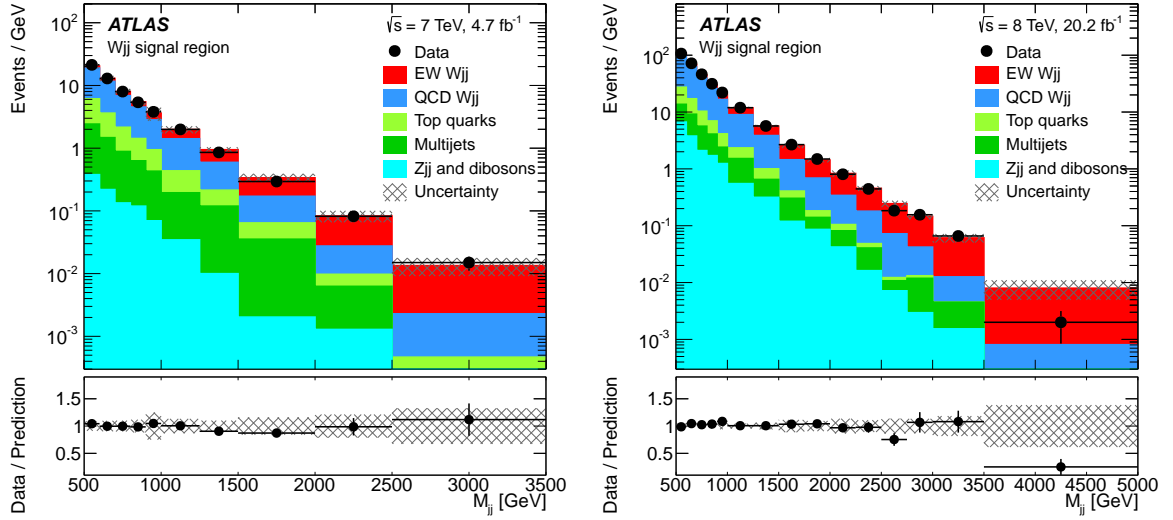 ATLAS
√s = 7 TeV, 4.7 fb⁻¹
Wjj signal region
Data
EW Wjj
QCD Wjj
Top quarks
Multijets
Zjj and dibosons
Uncertainty
Events / GeV
10²
10
1
10⁻¹
10⁻²
10⁻³
Data / Prediction
1.5
1
0.5
500 1000 1500 2000 2500 3000 3500
M_jj [GeV]
ATLAS
√s = 8 TeV, 20.2 fb⁻¹
Wjj signal region
Data
EW Wjj
QCD Wjj
Top quarks
Multijets
Zjj and dibosons
Uncertainty
Events / GeV
10²
10
1
10⁻¹
10⁻²
10⁻³
Data / Prediction
1.5
1
0.5
500 1000 1500 2000 2500 3000 3500 4000 4500 5000
M_jj [GeV]